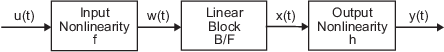 u(t)
Input
Nonlinearity
f
w(t)
Linear
Block
B/F
x(t)
Output
Nonlinearity
h
y(t)